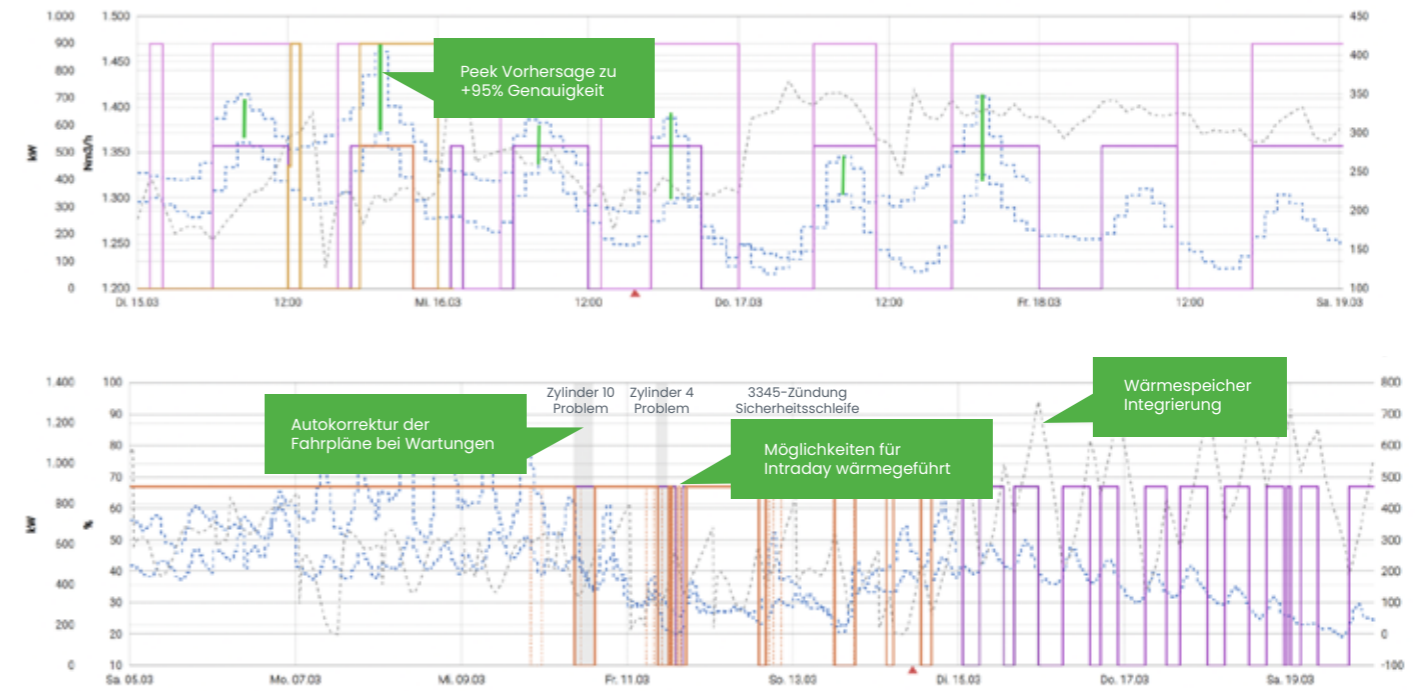 1.000
1.500
450
900
400
800
1.450
Peek Vorhersage zu
+95% Genauigkeit
700
1.400
350
600
300
kW
Nm3/h
500
1.350
400
250
300
1.300
200
200
1.250
150
100
0
1.200
100
Di. 15.03
12:00
Mi. 16.03
12:00
Do. 17.03
12:00
Fr. 18.03
12:00
Sa. 19.03
1.400
100
800
Zylinder 10
Problem
Zylinder 4
Problem
3345-Zündung
Sicherheitsschleife
Wärmespeicher
Integrierung
90
700
1.200
Autokorrektur der
Fahrpläne bei Wartungen
80
600
1.000
Möglichkeiten für
Intraday wärmegeführt
70
500
800
60
400
kW
%
600
50
300
400
40
200
30
100
200
20
0
0
10
-100
Sa. 05.03
Mo. 07.03
Mi. 09.03
Fr. 11.03
So. 13.03
Di. 15.03
Do. 17.03
Sa. 19.03